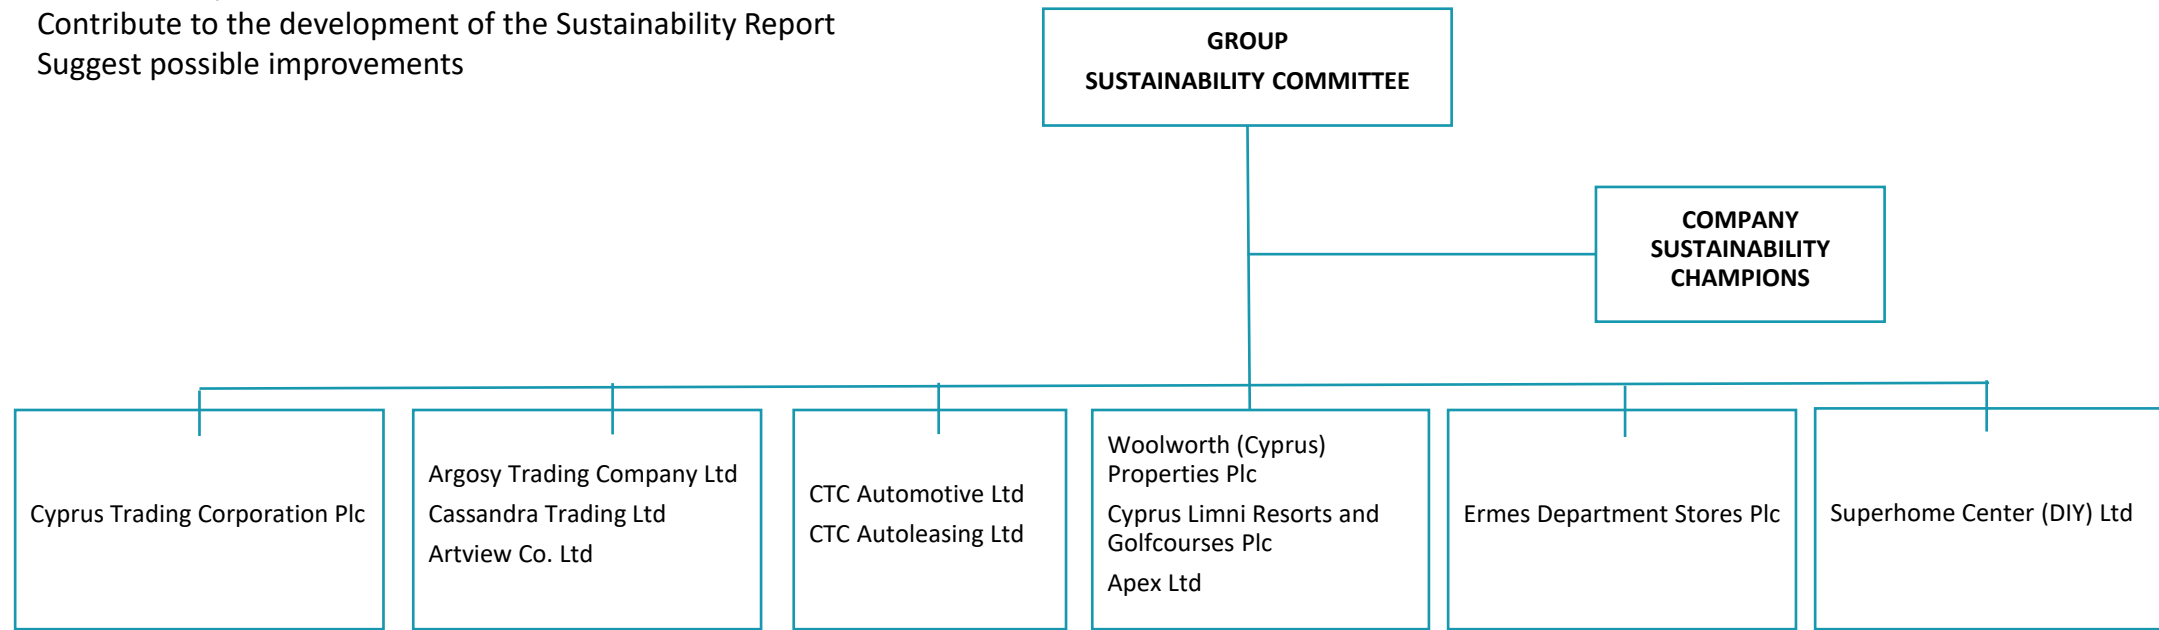 Contribute to the development of the Sustainability Report
Suggest possible improvements
GROUP
SUSTAINABILITY COMMITTEE
COMPANY
SUSTAINABILITY
CHAMPIONS
Cyprus Trading Corporation Plc
Argosy Trading Company Ltd
Cassandra Trading Ltd
Artview Co. Ltd
CTC Automotive Ltd
CTC Autoleasing Ltd
Woolworth (Cyprus)
Properties Plc
Cyprus Limni Resorts and
Golfcourses Plc
Apex Ltd
Ermes Department Stores Plc
Superhome Center (DIY) Ltd